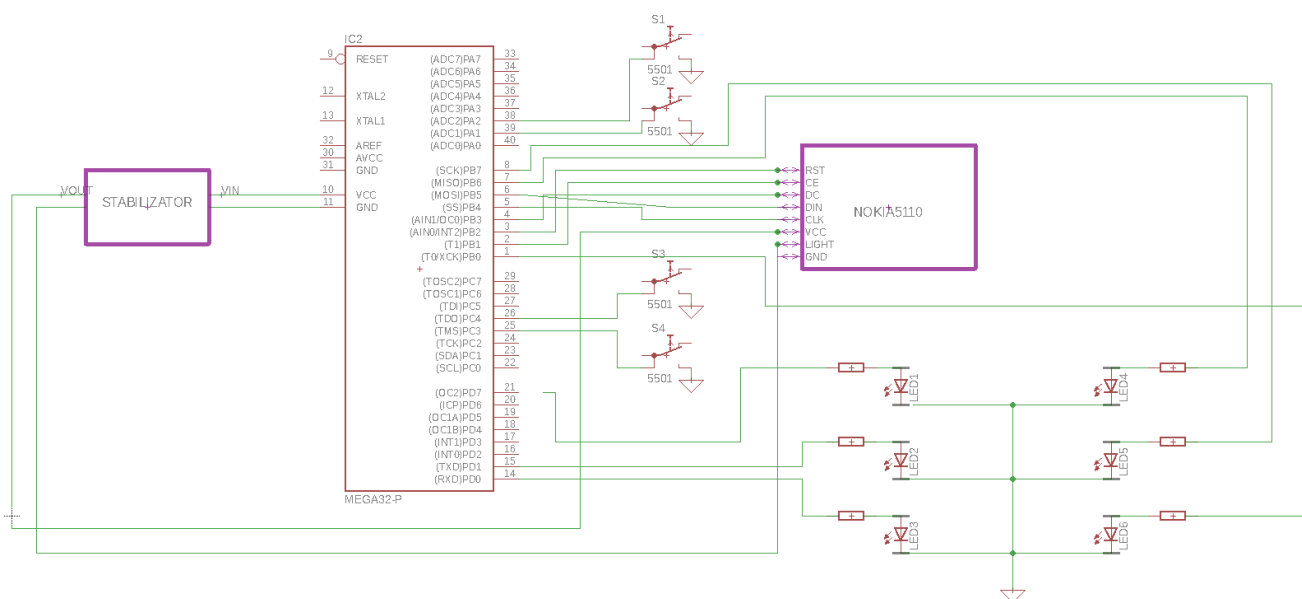 S1
5501
S2
5501
IC2
9 RESET
12 XTAL2
13 XTAL1
32 AREF
30 AVCC
31 GND
10 VCC
11 GND
(ADC7)PA7 33
(ADC6)PA6 34
(ADC5)PA5 35
(ADC4)PA4 36
(ADC3)PA3 37
(ADC2)PA2 38
(ADC1)PA1 39
(ADC0)PA0 40
(SCK)PB7 8
(MISO)PB6 7
(MOSI)PB5 6
(SS)PB4 5
(AIN1/OC0)PB3 4
(AIN0/INT2)PB2 3
(T1)PB1 2
(T0/XCK)PB0 1
(TOSC2)PC7 29
(TOSC1)PC6 28
(TDI)PC5 27
(TDO)PC4 26
(TMS)PC3 25
(TCK)PC2 24
(SDA)PC1 23
(SCL)PC0 22
(OC2)PD7 21
(ICP)PD6 20
(OC1A)PD5 19
(OC1B)PD4 18
(INT1)PD3 17
(INT0)PD2 16
(TXD)PD1 15
(RXD)PD0 14
MEGA32-P
VOUT
STABILIZATOR
VIN
RST
CE
DC
DIN
CLK
VCC
LIGHT
GND
NOKIA5110
S3
5501
S4
5501
LED1
LED4
LED2
LED5
LED3
LED6